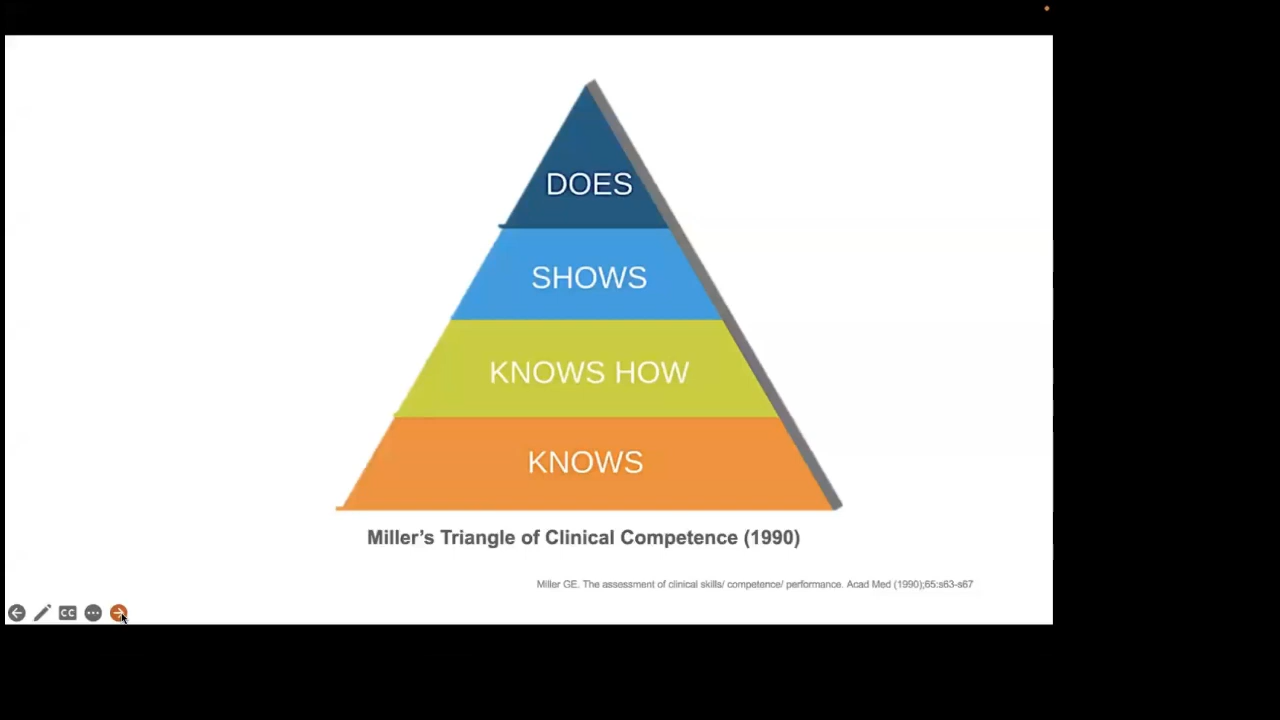 DOES
SHOWS
KNOWS HOW
KNOWS
Miller’s Triangle of Clinical Competence (1990)
Miller GE. The assessment of clinical skills/ competence/ performance. Acad Med (1990);65:s63-s67
CC